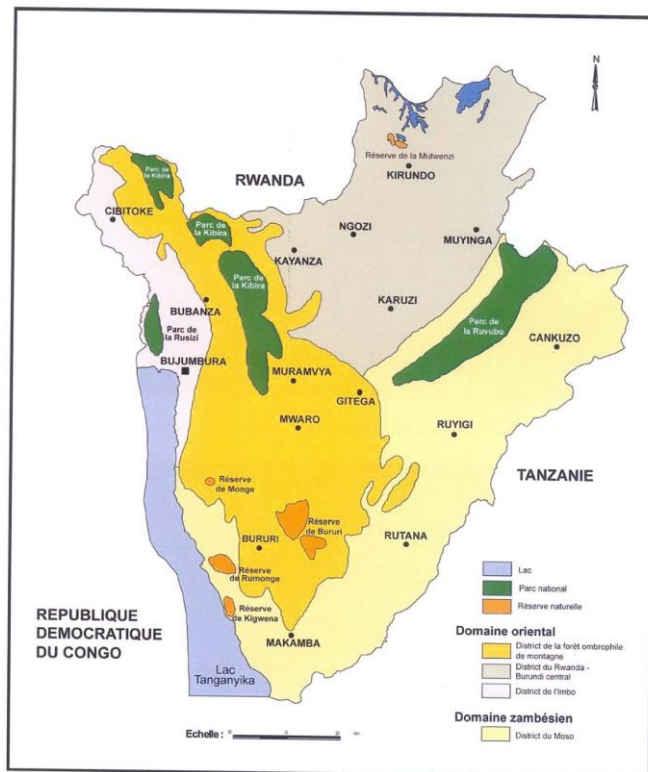 N
Réserve de la Mutwenzi
KIRUNDO
Parc de
la Kibira
RWANDA
CIBITOKE
Parc de
la Kibira
NGOZI
MUYINGA
KAYANZA
Parc de
la Kibira
KARUZI
BUBANZA
Parc de
la Rusizi
Parc de
la Ruvubu
CANKUZO
BUJUMBURA
MURAMVYA
GITEGA
MWARO
RUYIGI
TANZANIE
Réserve
de Monge
Réserve
de Bururi
BURURI
RUTANA
Réserve
de Rumonge
Réserve
de Kigwena
MAKAMBA
REPUBLIQUE
DEMOCRATIQUE
DU CONGO
Lac
Tanganyika
Lac
Parc national
Réserve naturelle
Domaine oriental
District de la forêt ombrophile
de montagne
District du Rwanda -
Burundi central
District de l'Imbo
Domaine zambésien
District du Moso
Echelle :